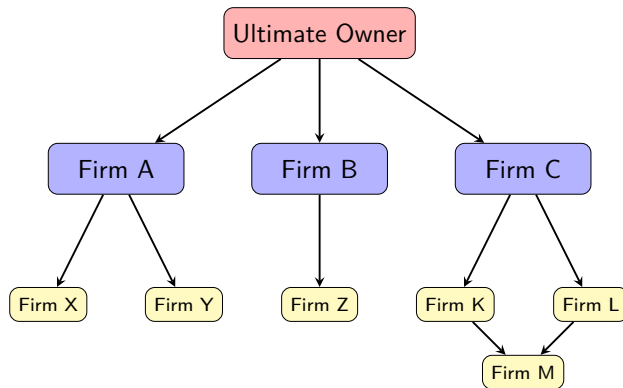 Ultimate Owner
Firm A
Firm B
Firm C
Firm X
Firm Y
Firm Z
Firm K
Firm L
Firm M